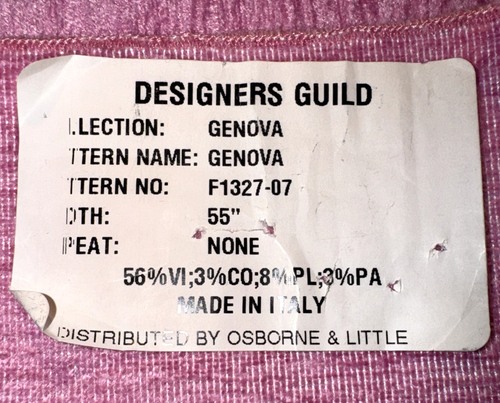 DESIGNERS GUILD
LLECTION: GENOVA
TTERN NAME: GENOVA
TTERN NO: F1327-07
DTH: 55"
PEAT: NONE
56%VI;3%CO;8%PL;3%PA
MADE IN ITALY
DISTRIBUTED BY OSBORNE & LITTLE